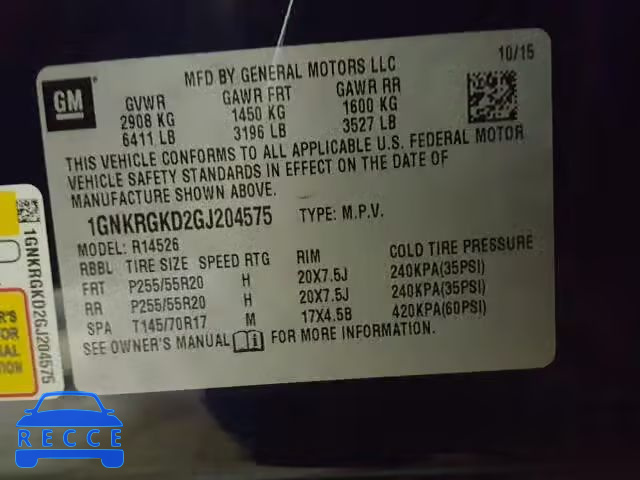 GM
MFD BY GENERAL MOTORS LLC
10/15
GVWR
2908 KG
6411 LB
GAWR FRT
1450 KG
3196 LB
GAWR RR
1600 KG
3527 LB
THIS VEHICLE CONFORMS TO ALL APPLICABLE U.S. FEDERAL MOTOR
VEHICLE SAFETY STANDARDS IN EFFECT ON THE DATE OF
MANUFACTURE SHOWN ABOVE.
1GNKRGKD2GJ204575 TYPE: M.P.V.
MODEL: R14526
RBBL TIRE SIZE SPEED RTG RIM COLD TIRE PRESSURE
FRT P255/55R20 H 20X7.5J 240KPA(35PSI)
RR P255/55R20 H 20X7.5J 240KPA(35PSI)
SPA T145/70R17 M 17X4.5B 420KPA(60PSI)
SEE OWNER'S MANUAL FOR MORE INFORMATION.
1GNKRGKD2GJ204575
R'S
FOR
NAL
ATION
RECCE